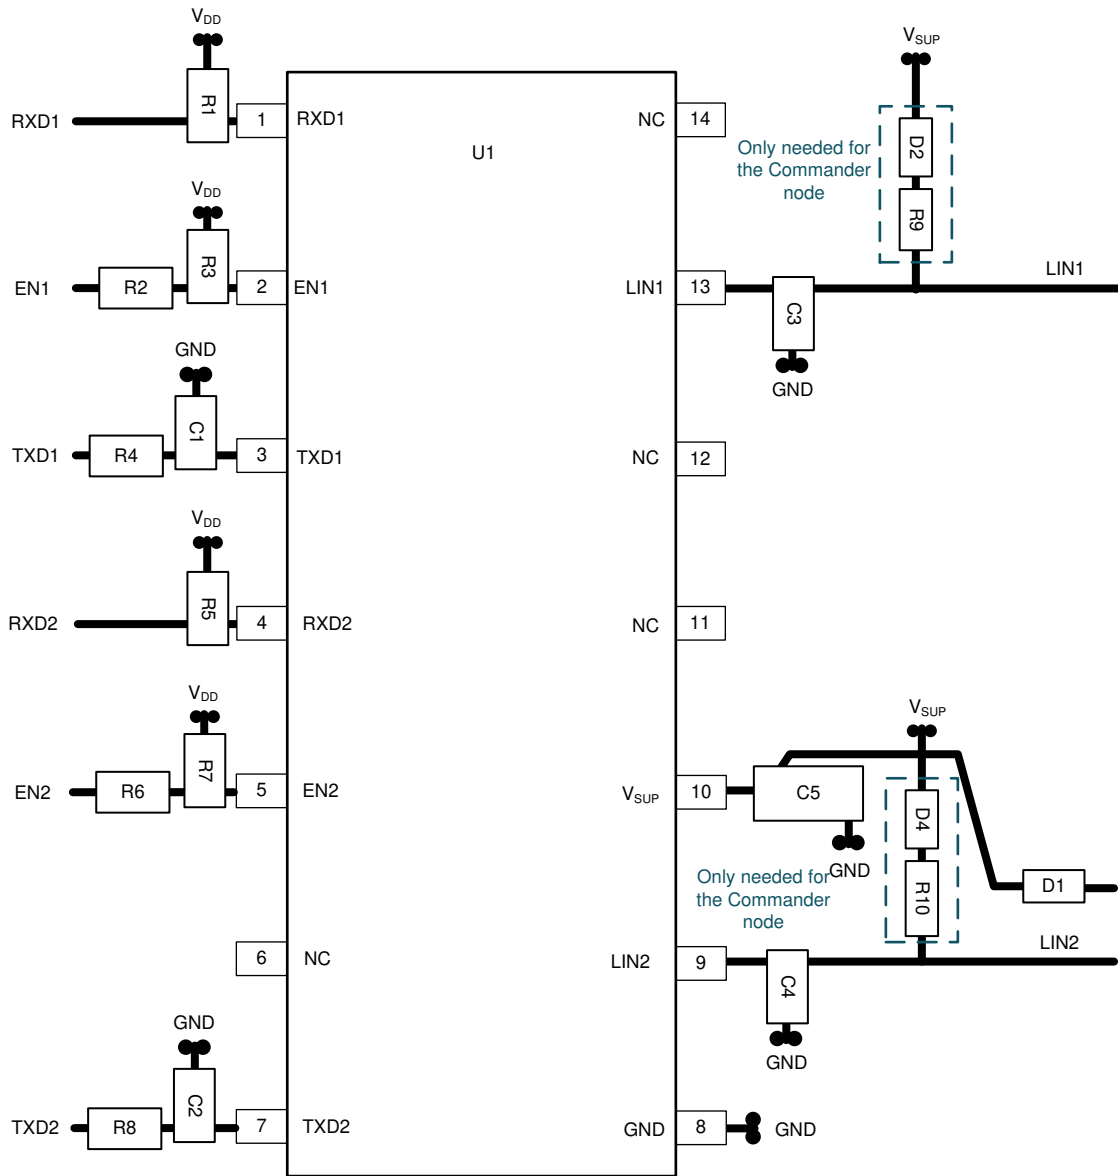 VDD
RXD1
R1
1
RXD1
U1
NC
14
VSUP
Only needed for
the Commander
node
D2
R9
VDD
EN1
R2
R3
2
EN1
LIN1
13
C3
GND
LIN1
GND
TXD1
R4
C1
3
TXD1
NC
12
VDD
RXD2
R5
4
RXD2
NC
11
VDD
EN2
R6
R7
5
EN2
VSUP
10
C5
GND
VSUP
D4
R10
D1
Only needed for
the Commander
node
6
NC
LIN2
9
C4
GND
LIN2
GND
TXD2
R8
C2
7
TXD2
GND
8
GND